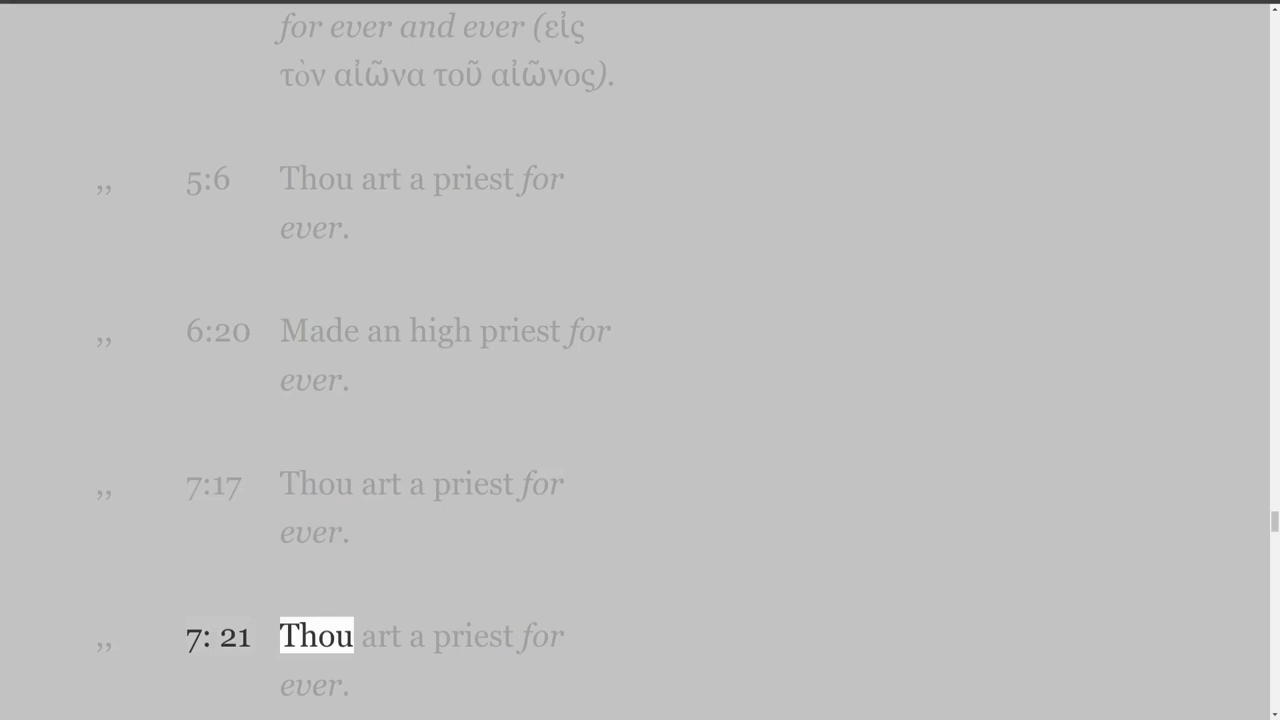 for ever and ever (εἰς
τὸν αἰῶνα τοῦ αἰῶνος).
,, 5:6 Thou art a priest for
ever.
,, 6:20 Made an high priest for
ever.
,, 7:17 Thou art a priest for
ever.
,, 7: 21 Thou art a priest for
ever.